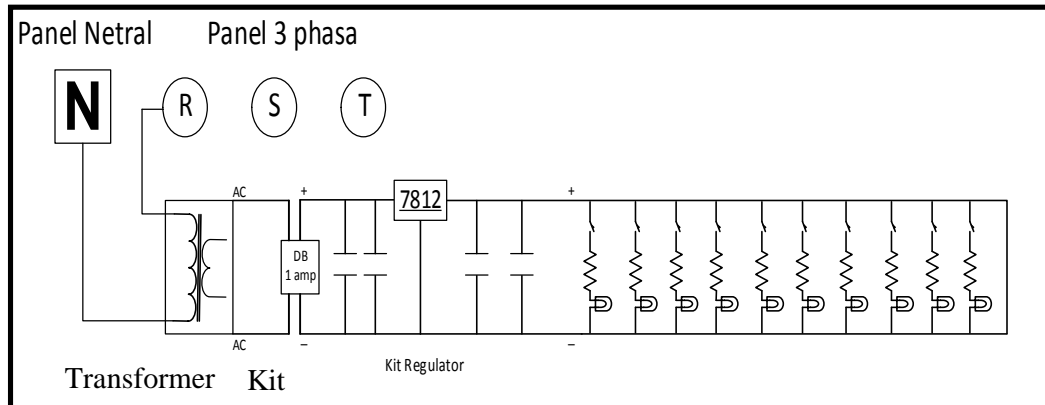 Panel Netral Panel 3 phasa
N R S T
AC + 7812 +
DB
1 amp
AC − Kit Regulator −
Transformer Kit